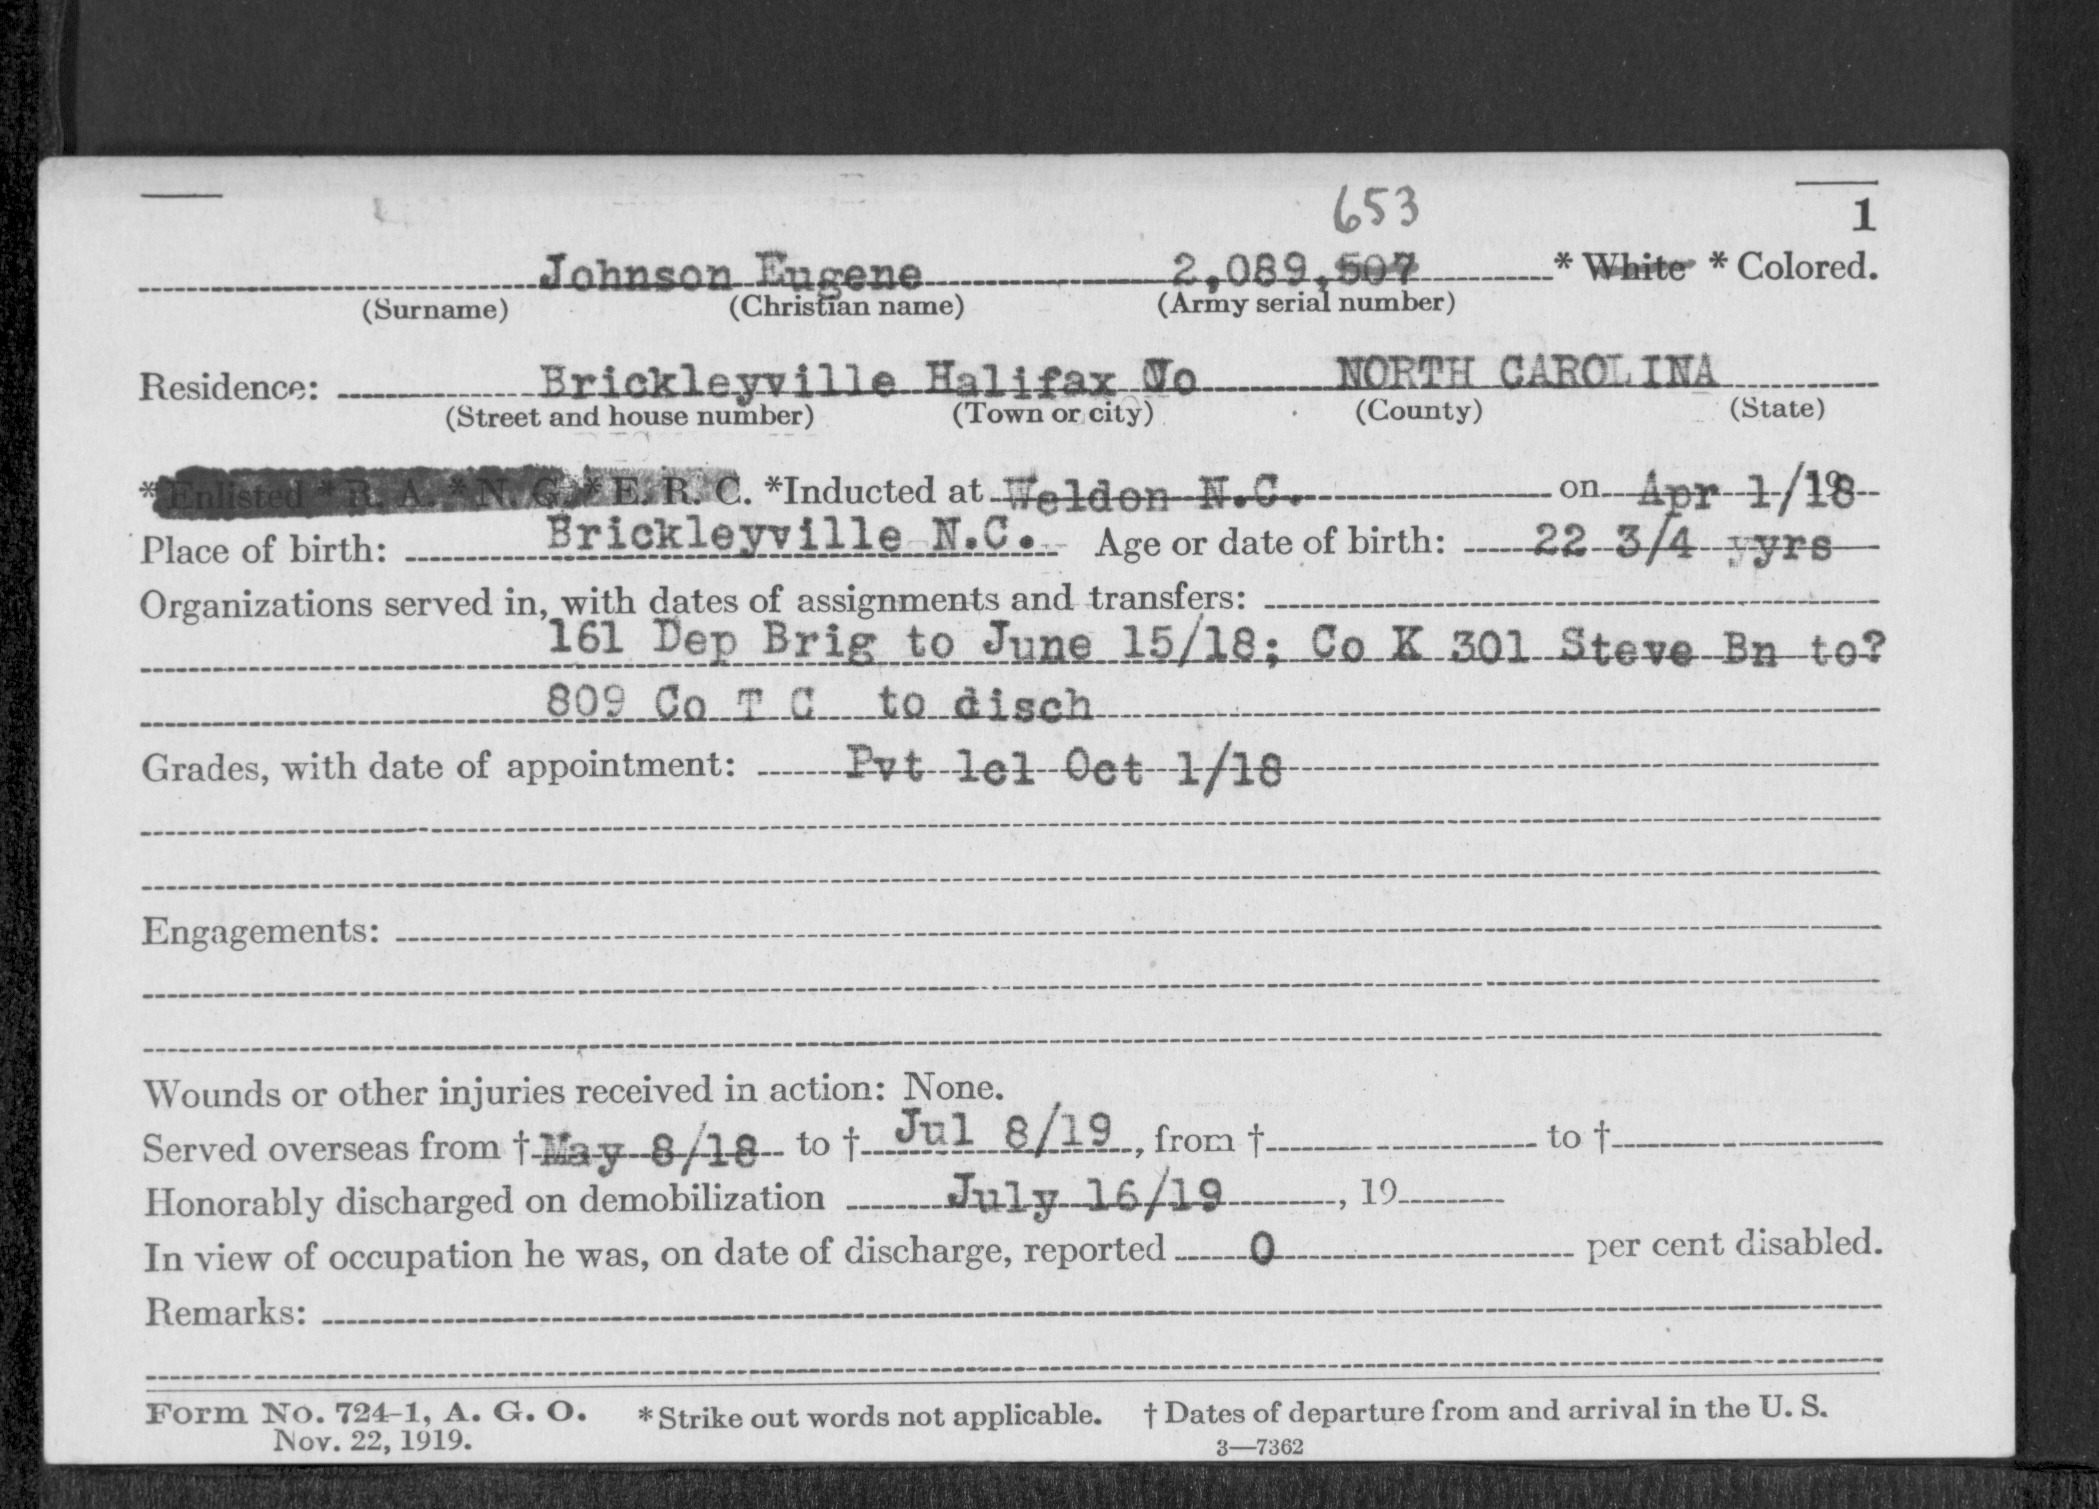 653
1
Johnson Eugene 2,089,507 * White * Colored.
(Surname) (Christian name) (Army serial number)
Residence: Brickleyville Halifax Co NORTH CAROLINA
(Street and house number) (Town or city) (County) (State)
*Enlisted *R. A. *N. G. *E. R. C. *Inducted at Weldon N.C. on Apr 1/18
Place of birth: Brickleyville N.C. Age or date of birth: 22 3/4 yyrs
Organizations served in, with dates of assignments and transfers:
161 Dep Brig to June 15/18; Co K 301 Steve Bn to?
809 Co T C to disch
Grades, with date of appointment: Pvt 1cl Oct 1/18
Engagements:
Wounds or other injuries received in action: None.
Served overseas from † May 8/18 to † Jul 8/19, from † to †
Honorably discharged on demobilization July 16/19, 19
In view of occupation he was, on date of discharge, reported 0 per cent disabled.
Remarks:
Form No. 724-1, A. G. O. * Strike out words not applicable. † Dates of departure from and arrival in the U. S.
Nov. 22, 1919. 3—7362